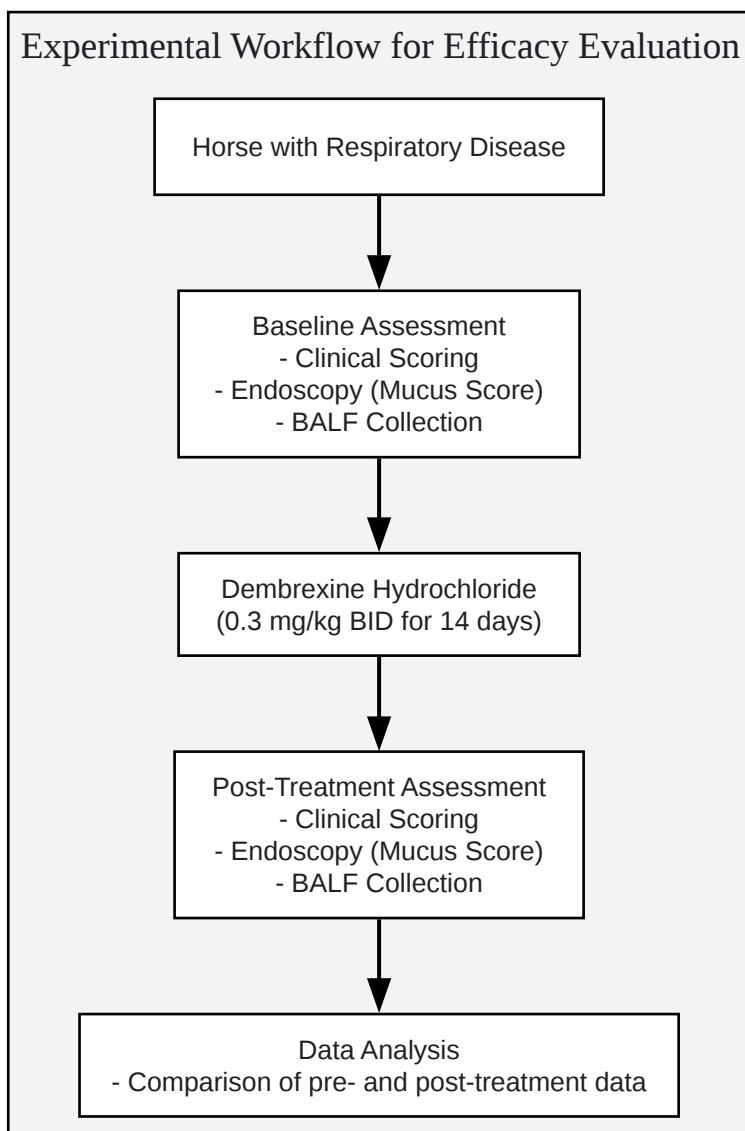 Experimental Workflow for Efficacy Evaluation
Horse with Respiratory Disease
Baseline Assessment
- Clinical Scoring
- Endoscopy (Mucus Score)
- BALF Collection
Dembrexine Hydrochloride
(0.3 mg/kg BID for 14 days)
Post-Treatment Assessment
- Clinical Scoring
- Endoscopy (Mucus Score)
- BALF Collection
Data Analysis
- Comparison of pre- and post-treatment data